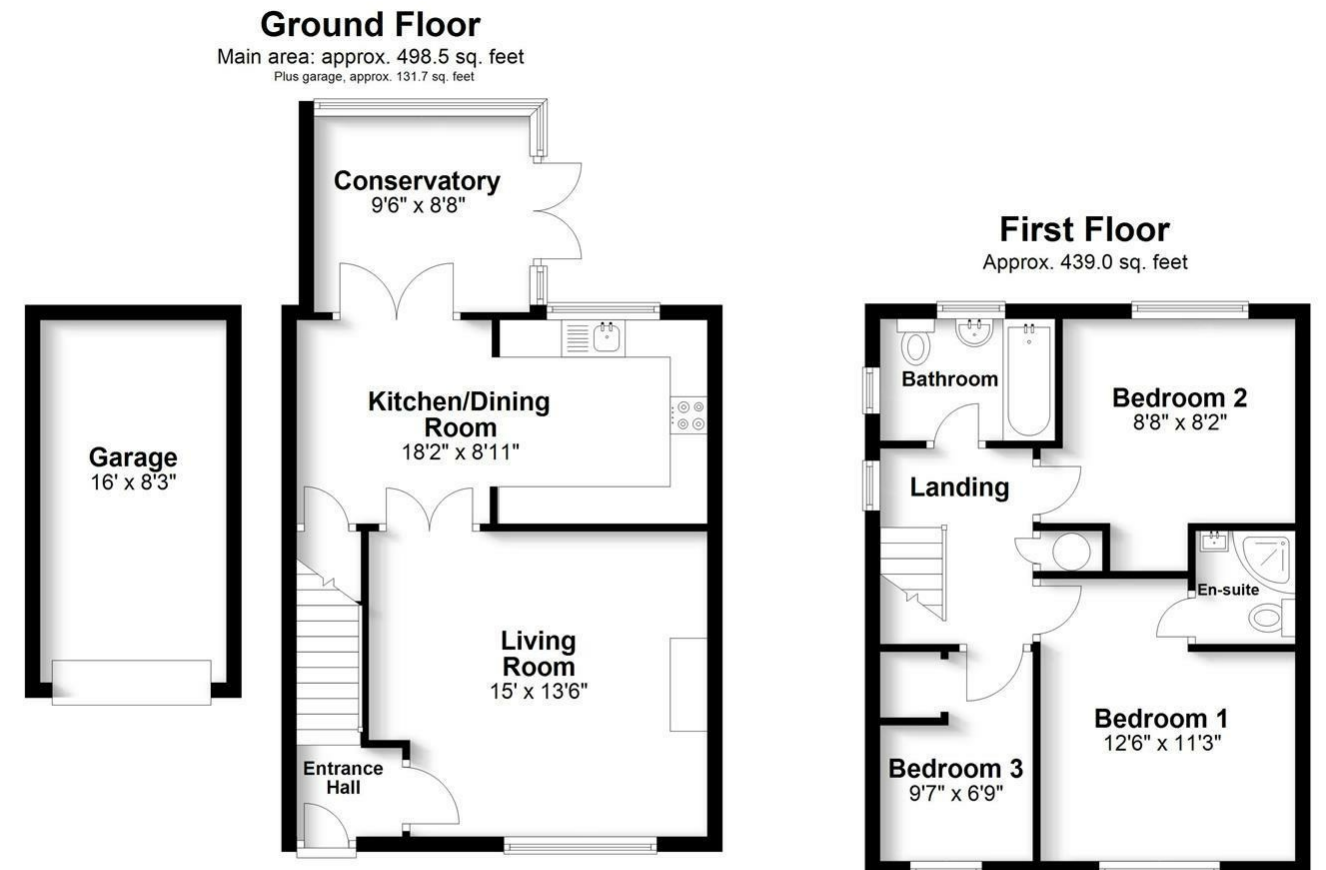 Ground Floor
Main area: approx. 498.5 sq. feet
Plus garage, approx. 131.7 sq. feet
Conservatory
9'6" x 8'8"
Kitchen/Dining
Room
18'2" x 8'11"
Garage
16' x 8'3"
Living
Room
15' x 13'6"
Entrance
Hall
First Floor
Approx. 439.0 sq. feet
Bathroom
Bedroom 2
8'8" x 8'2"
Landing
En-suite
Bedroom 1
12'6" x 11'3"
Bedroom 3
9'7" x 6'9"